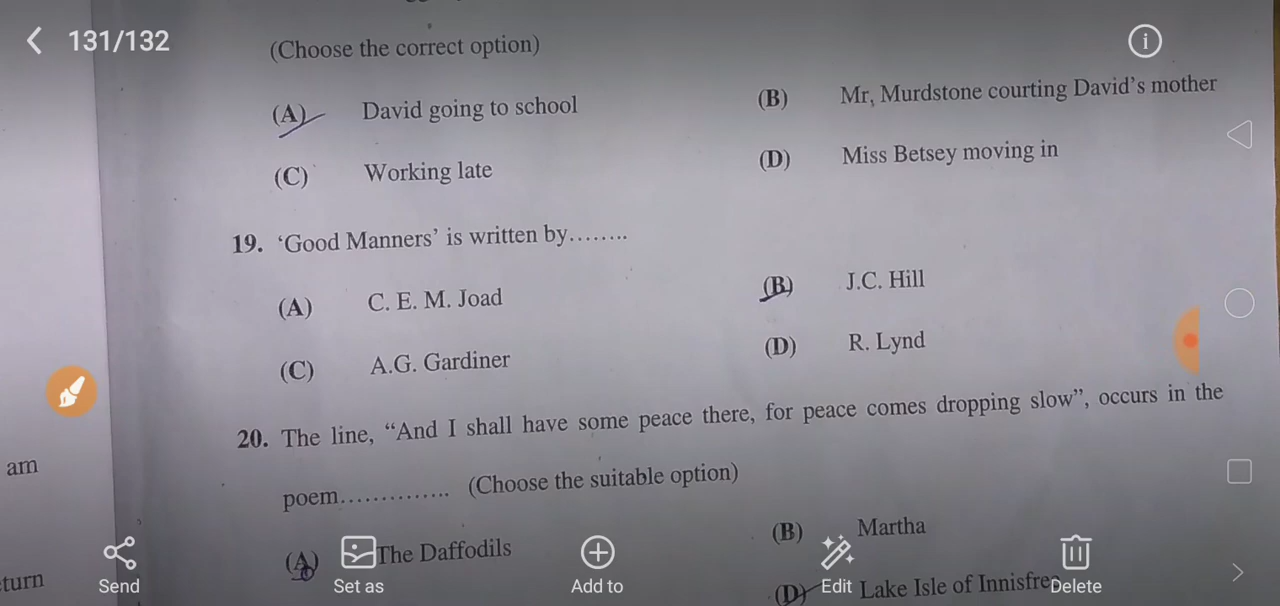 131/132
(Choose the correct option)
(A) David going to school (B) Mr, Murdstone courting David's mother
(C) Working late (D) Miss Betsey moving in
19. 'Good Manners' is written by........
(A) C. E. M. Joad (B) J.C. Hill
(C) A.G. Gardiner (D) R. Lynd
20. The line, "And I shall have some peace there, for peace comes dropping slow", occurs in the
arn
poem.............. (Choose the suitable option)
(A) The Daffodils (B) Martha
turn
(D) Lake Isle of Innisfree
Send Set as Add to Edit Delete